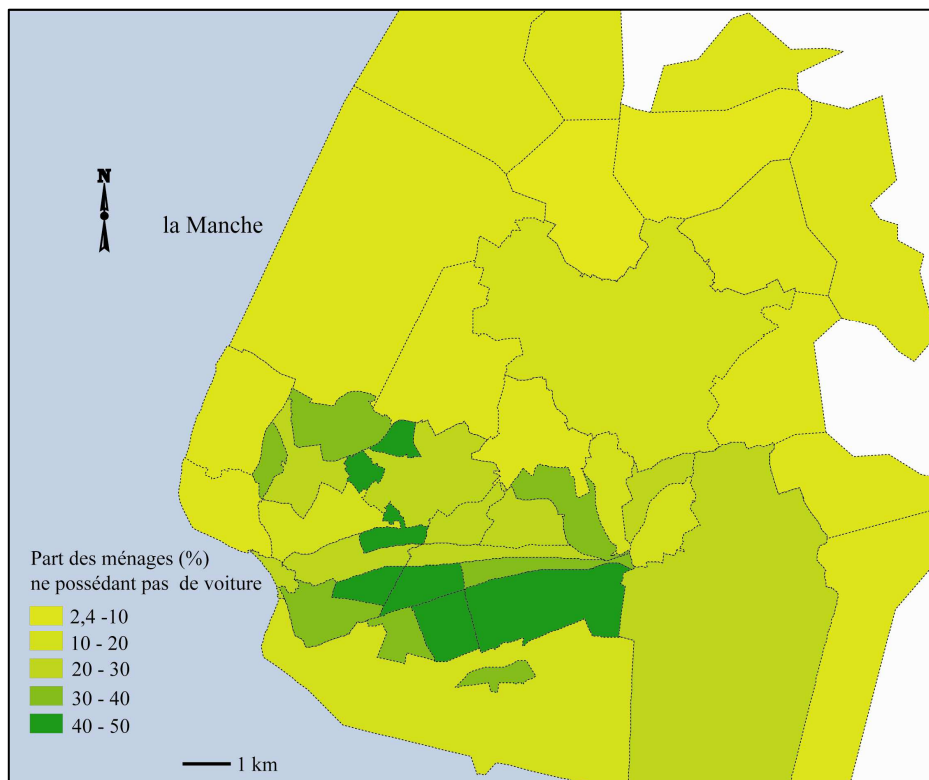 N
la Manche
Part des ménages (%)
ne possédant pas de voiture
2,4 -10
10 - 20
20 - 30
30 - 40
40 - 50
1 km